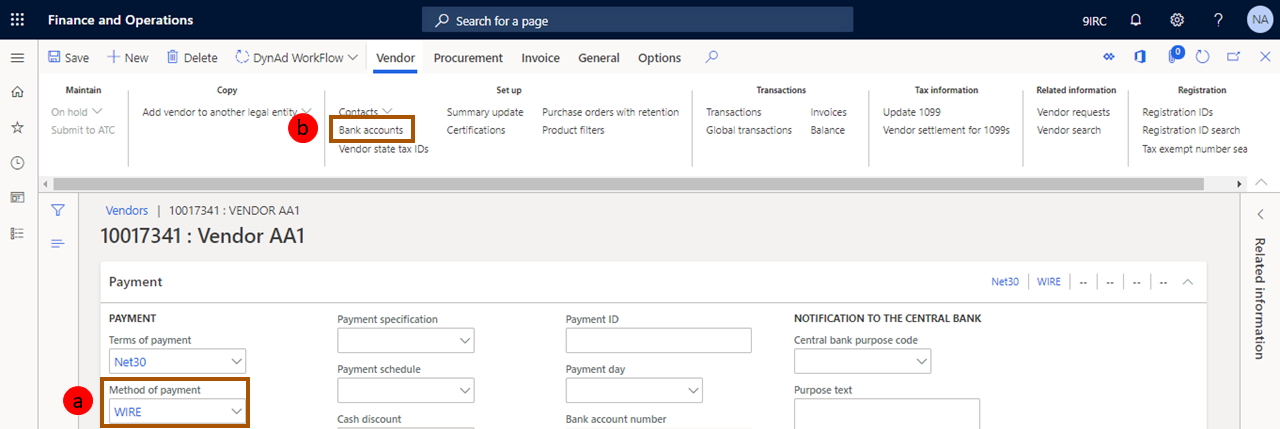 Finance and Operations
Search for a page
9IRC
?
NA
Save
New
Delete
DynAd WorkFlow
Vendor
Procurement
Invoice
General
Options
0
Maintain
On hold
Submit to ATC
Copy
Add vendor to another legal entity
Set up
Contacts
Summary update
Purchase orders with retention
b
Bank accounts
Certifications
Product filters
Vendor state tax IDs
Transactions
Transactions
Invoices
Global transactions
Balance
Tax information
Update 1099
Vendor settlement for 1099s
Related information
Vendor requests
Vendor search
Registration
Registration IDs
Registration ID search
Tax exempt number sea
Vendors | 10017341 : VENDOR AA1
10017341 : Vendor AA1
Payment
Net30 | WIRE | -- | -- | -- | --
PAYMENT
Terms of payment
Net30
a
Method of payment
WIRE
Payment specification
Payment schedule
Cash discount
Payment ID
Payment day
Bank account number
NOTIFICATION TO THE CENTRAL BANK
Central bank purpose code
Purpose text
Related information